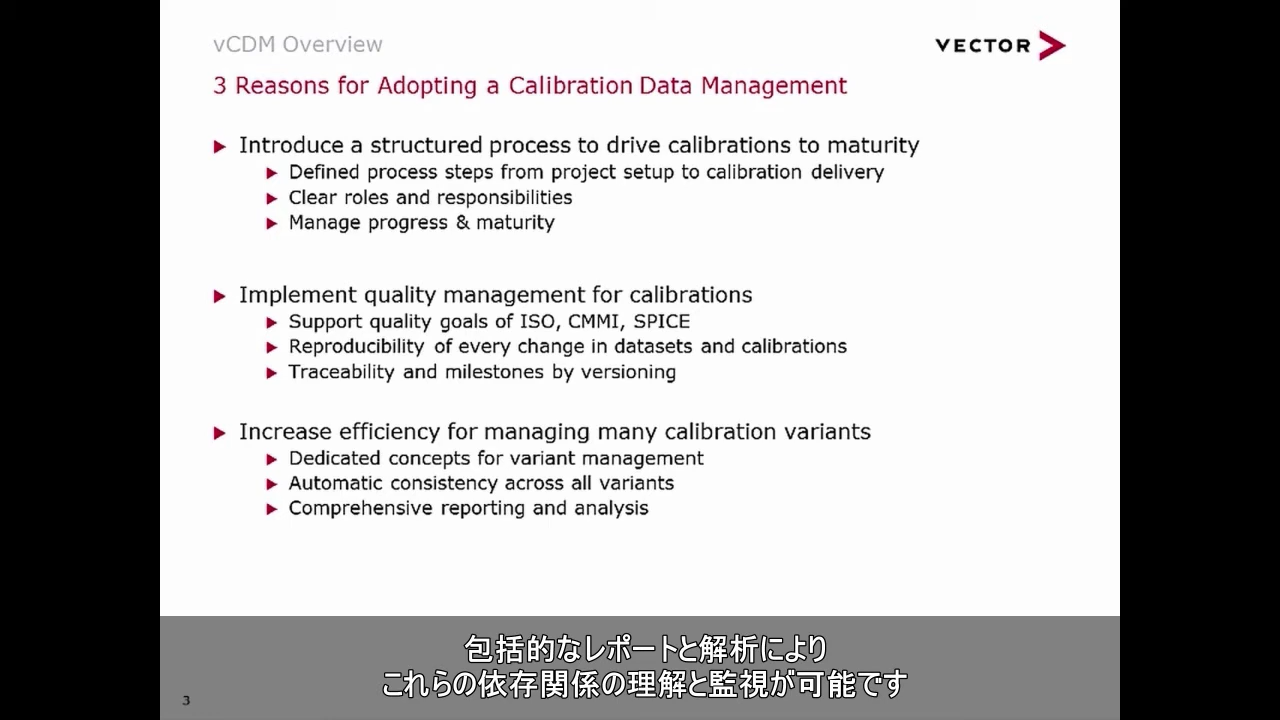 vCDM Overview
VECTOR
3 Reasons for Adopting a Calibration Data Management
Introduce a structured process to drive calibrations to maturity
Defined process steps from project setup to calibration delivery
Clear roles and responsibilities
Manage progress & maturity
Implement quality management for calibrations
Support quality goals of ISO, CMMI, SPICE
Reproducibility of every change in datasets and calibrations
Traceability and milestones by versioning
Increase efficiency for managing many calibration variants
Dedicated concepts for variant management
Automatic consistency across all variants
Comprehensive reporting and analysis
包括的なレポートと解析により
これらの依存関係の理解と監視が可能です
3